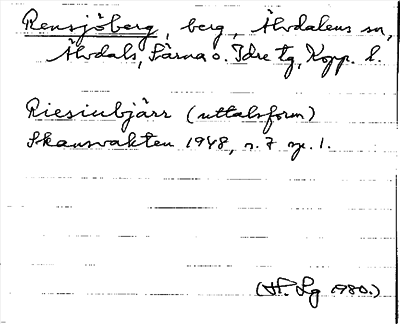 Rensjöberg, berg, Älvdalens sn,
Älvdals, Särna o. Idre tg, Kopp. l.
Riesiubjärr (uttalsform)
Skansvakten 1948, s. 7 sp. 1.
(H. Lg 1980.)